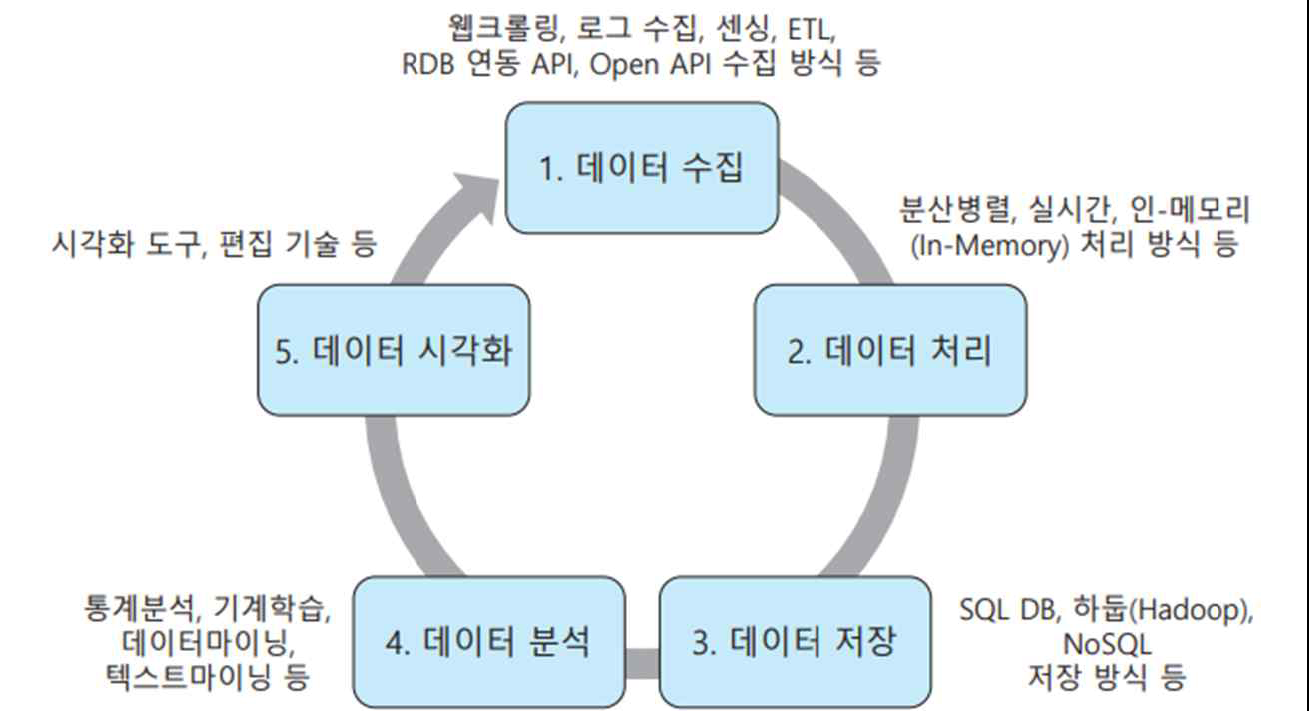 웹크롤링, 로그 수집, 센싱, ETL,
RDB 연동 API, Open API 수집 방식 등
1. 데이터 수집
분산병렬, 실시간, 인-메모리
(In-Memory) 처리 방식 등
시각화 도구, 편집 기술 등
5. 데이터 시각화
2. 데이터 처리
통계분석, 기계학습,
데이터마이닝,
텍스트마이닝 등
4. 데이터 분석
3. 데이터 저장
SQL DB, 하둡(Hadoop),
NoSQL
저장 방식 등